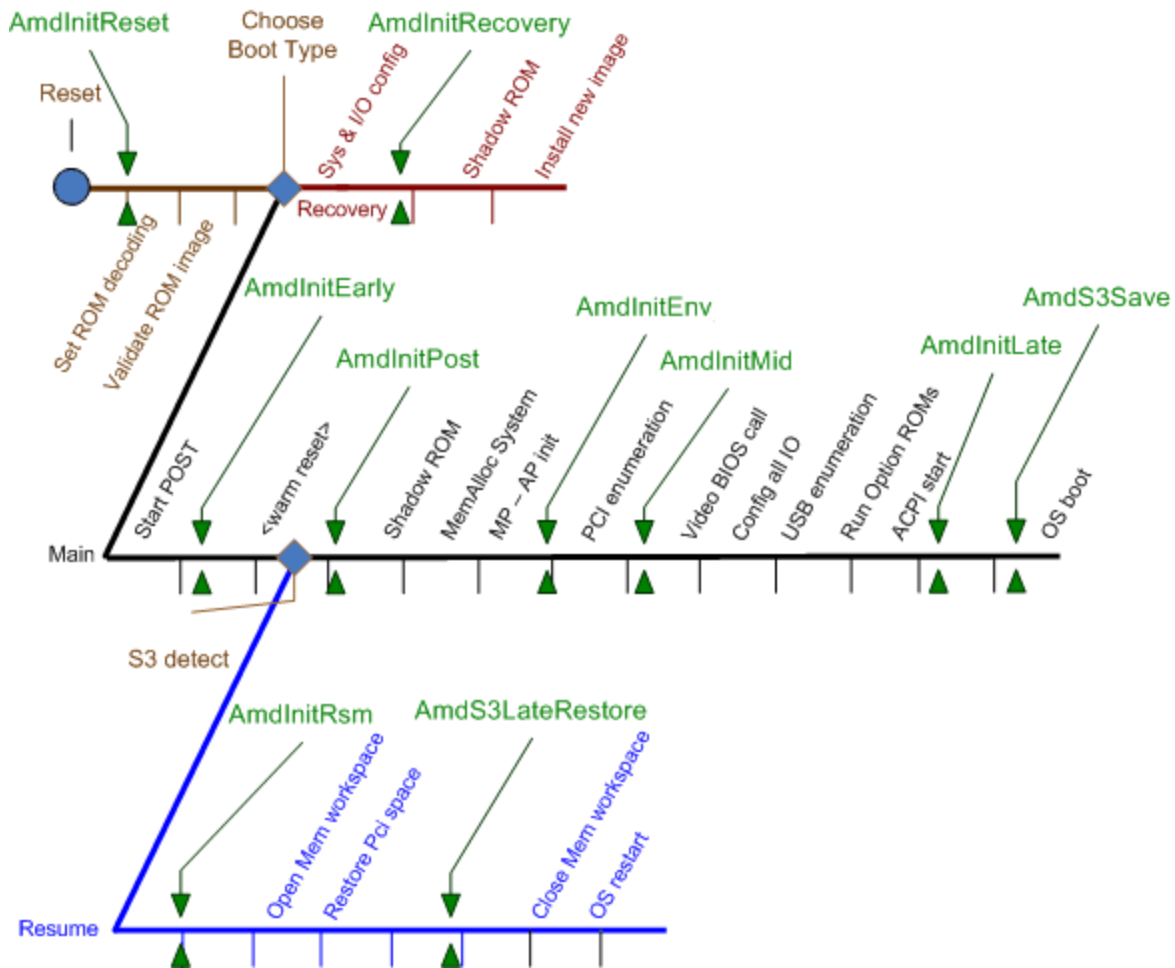 AmdInitReset
Choose
Boot Type
AmdInitRecovery
Reset
Sys & I/O config
Shadow ROM
Install new image
Recovery
Set ROM decoding
Validate ROM image
AmdInitEarly
AmdInitPost
AmdInitEnv
AmdInitMid
AmdInitLate
AmdS3Save
Start POST
<warm reset>
Shadow ROM
MemAlloc System
MP – AP init
PCI enumeration
Video BIOS call
Config all IO
USB enumeration
Run Option ROMs
ACPI start
OS boot
Main
S3 detect
AmdInitRsm
AmdS3LateRestore
Open Mem workspace
Restore Pci space
Close Mem workspace
OS restart
Resume